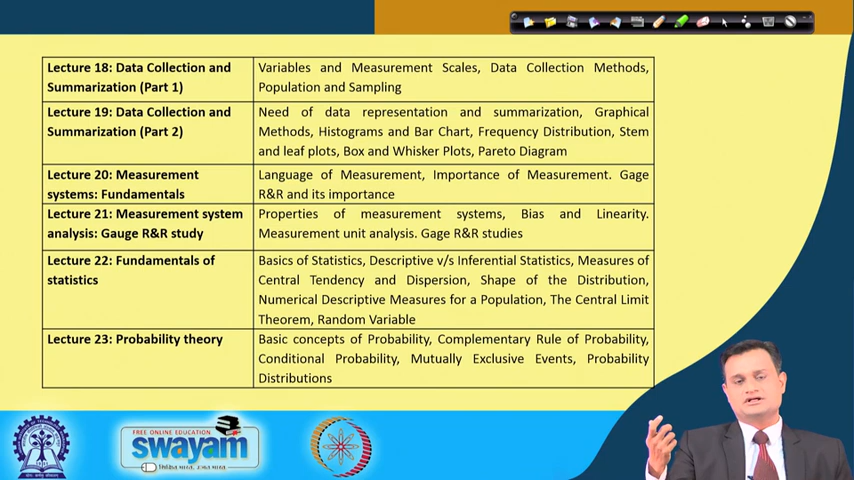 Lecture 18: Data Collection and
Summarization (Part 1)
Variables and Measurement Scales, Data Collection Methods,
Population and Sampling
Lecture 19: Data Collection and
Summarization (Part 2)
Need of data representation and summarization, Graphical
Methods, Histograms and Bar Chart, Frequency Distribution, Stem
and leaf plots, Box and Whisker Plots, Pareto Diagram
Lecture 20: Measurement
systems: Fundamentals
Language of Measurement, Importance of Measurement. Gage
R&R and its importance
Lecture 21: Measurement system
analysis: Gauge R&R study
Properties of measurement systems, Bias and Linearity.
Measurement unit analysis. Gage R&R studies
Lecture 22: Fundamentals of
statistics
Basics of Statistics, Descriptive v/s Inferential Statistics, Measures of
Central Tendency and Dispersion, Shape of the Distribution,
Numerical Descriptive Measures for a Population, The Central Limit
Theorem, Random Variable
Lecture 23: Probability theory
Basic concepts of Probability, Complementary Rule of Probability,
Conditional Probability, Mutually Exclusive Events, Probability
Distributions
FREE ONLINE EDUCATION
swayam